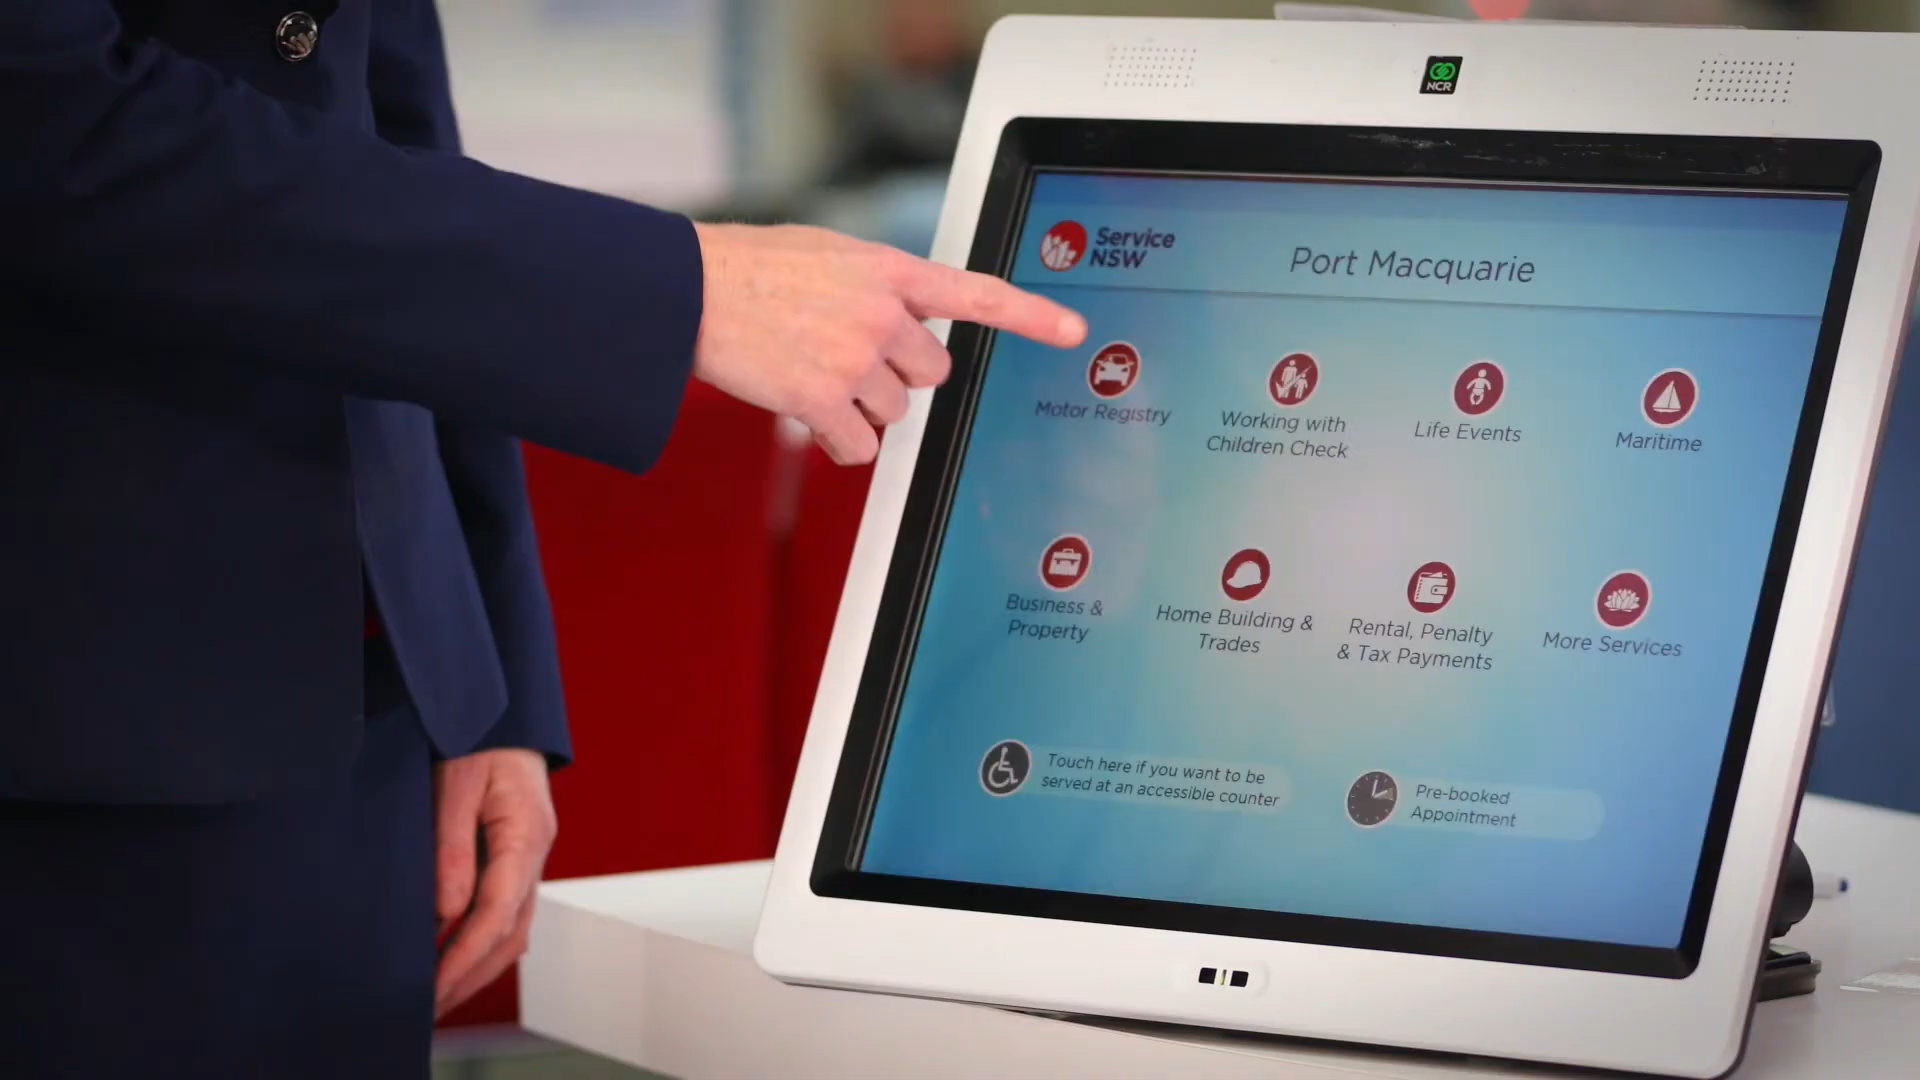 NCR
Service
NSW
Port Macquarie
Motor Registry
Working with
Children Check
Life Events
Maritime
Business &
Property
Home Building &
Trades
Rental, Penalty
& Tax Payments
More Services
Touch here if you want to be
served at an accessible counter
Pre-booked
Appointment